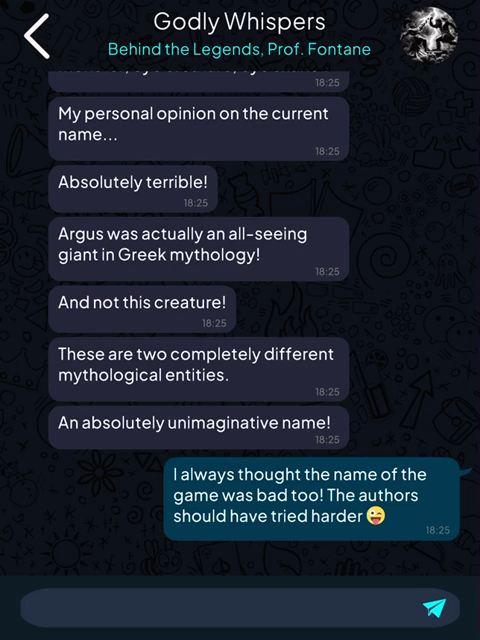 Godly Whispers
Behind the Legends, Prof. Fontane
18:25
My personal opinion on the current
name...
18:25
Absolutely terrible!
18:25
Argus was actually an all-seeing
giant in Greek mythology!
18:25
And not this creature!
18:25
These are two completely different
mythological entities.
18:25
An absolutely unimaginative name!
18:25
I always thought the name of the
game was bad too! The authors
should have tried harder 😜
18:25